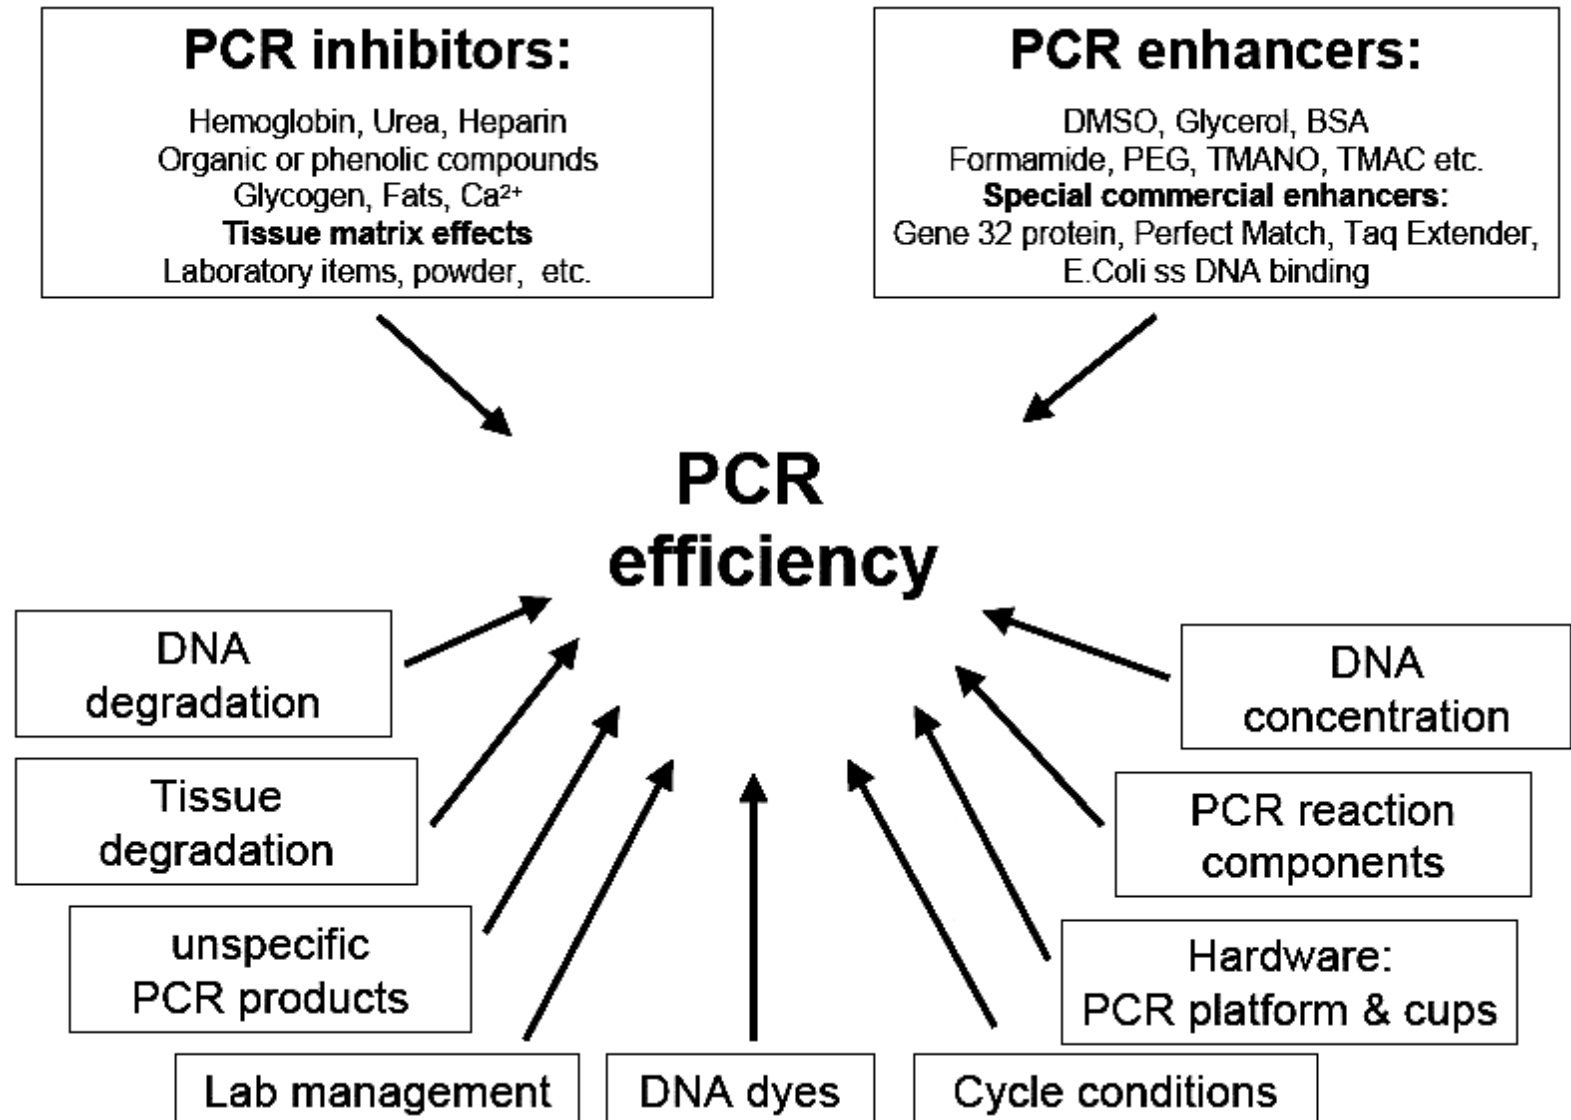 PCR inhibitors:
Hemoglobin, Urea, Heparin
Organic or phenolic compounds
Glycogen, Fats, Ca²⁺
Tissue matrix effects
Laboratory items, powder, etc.
PCR enhancers:
DMSO, Glycerol, BSA
Formamide, PEG, TMANO, TMAC etc.
Special commercial enhancers:
Gene 32 protein, Perfect Match, Taq Extender,
E.Coli ss DNA binding
PCR
efficiency
DNA
degradation
Tissue
degradation
unspecific
PCR products
Lab management
DNA dyes
Cycle conditions
Hardware:
PCR platform & cups
PCR reaction
components
DNA
concentration